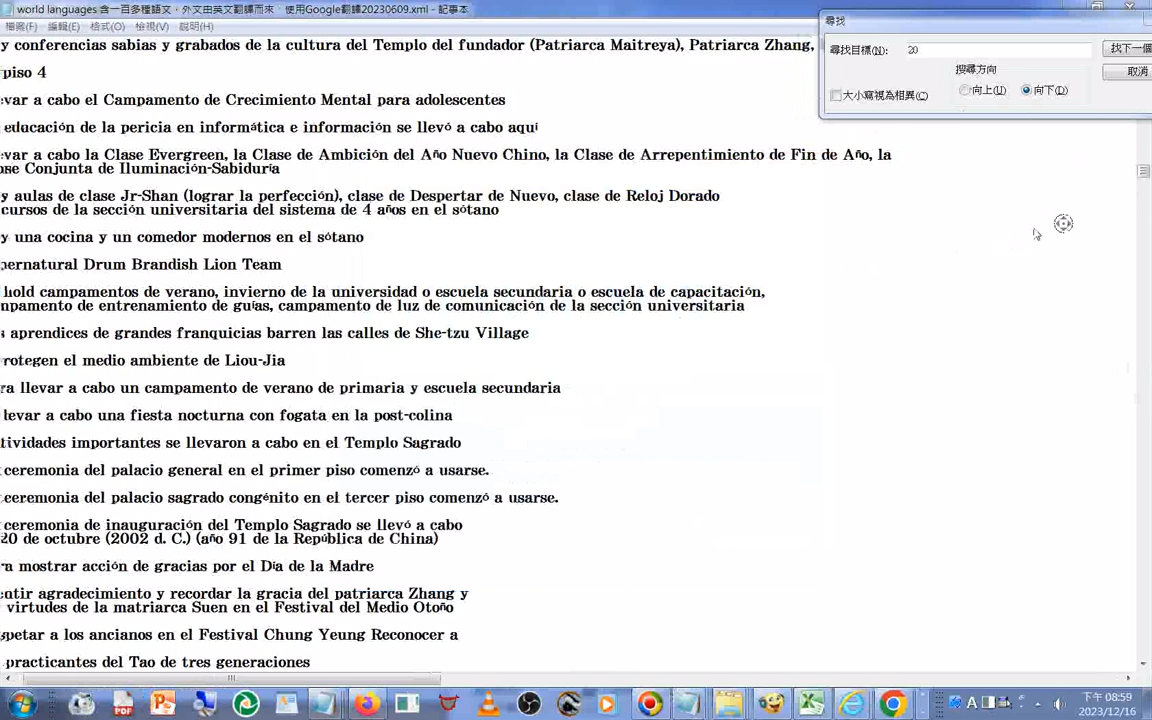 world languages 含一百多種語文，外文由英文翻譯而來．使用Google翻譯20230609.xml - 記事本
檔案(F) 編輯(E) 格式(O) 檢視(V) 說明(H)
y conferencias sabias y grabados de la cultura del Templo del fundador (Patriarca Maitreya), Patriarca Zhang,
piso 4
evar a cabo el Campamento de Crecimiento Mental para adolescentes
educación de la pericia en informática e información se llevó a cabo aquí
evar a cabo la Clase Evergreen, la Clase de Ambición del Año Nuevo Chino, la Clase de Arrepentimiento de Fin de Año, la
se Conjunta de Iluminación-Sabiduría
y aulas de clase Jr-Shan (lograr la perfección), clase de Despertar de Nuevo, clase de Reloj Dorado
cursos de la sección universitaria del sistema de 4 años en el sótano
y una cocina y un comedor modernos en el sótano
pernatural Drum Brandish Lion Team
hold campamentos de verano, invierno de la universidad o escuela secundaria o escuela de capacitación,
mpamento de entrenamiento de guías, campamento de luz de comunicación de la sección universitaria
s aprendices de grandes franquicias barren las calles de She-tzu Village
rotegen el medio ambiente de Liou-Jia
ra llevar a cabo un campamento de verano de primaria y escuela secundaria
levar a cabo una fiesta nocturna con fogata en la post-colina
tividades importantes se llevaron a cabo en el Templo Sagrado
ceremonia del palacio general en el primer piso comenzó a usarse.
ceremonia del palacio sagrado congénito en el tercer piso comenzó a usarse.
ceremonia de inauguración del Templo Sagrado se llevó a cabo
20 de octubre (2002 d. C.) (año 91 de la República de China)
ra mostrar acción de gracias por el Día de la Madre
entir agradecimiento y recordar la gracia del patriarca Zhang y
virtudes de la matriarca Suen en el Festival del Medio Otoño
spetar a los ancianos en el Festival Chung Yeung Reconocer a
practicantes del Tao de tres generaciones
尋找
尋找目標(N): 20
找下一個
搜尋方向
取消
大小寫視為相異(C) 向上(U) 向下(D)
PDF
A
下午 08:59
2023/12/16